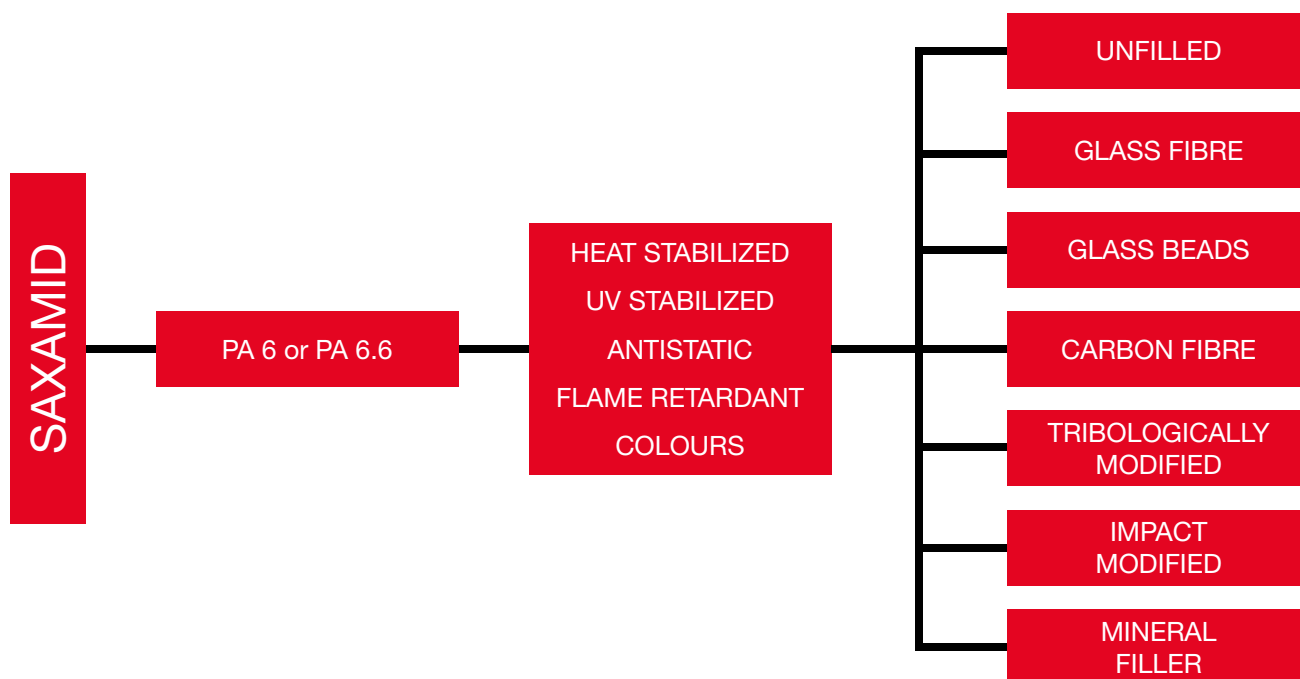 SAXAMID
PA 6 or PA 6.6
HEAT STABILIZED
UV STABILIZED
ANTISTATIC
FLAME RETARDANT
COLOURS
UNFILLED
GLASS FIBRE
GLASS BEADS
CARBON FIBRE
TRIBOLOGICALLY
MODIFIED
IMPACT
MODIFIED
MINERAL
FILLER